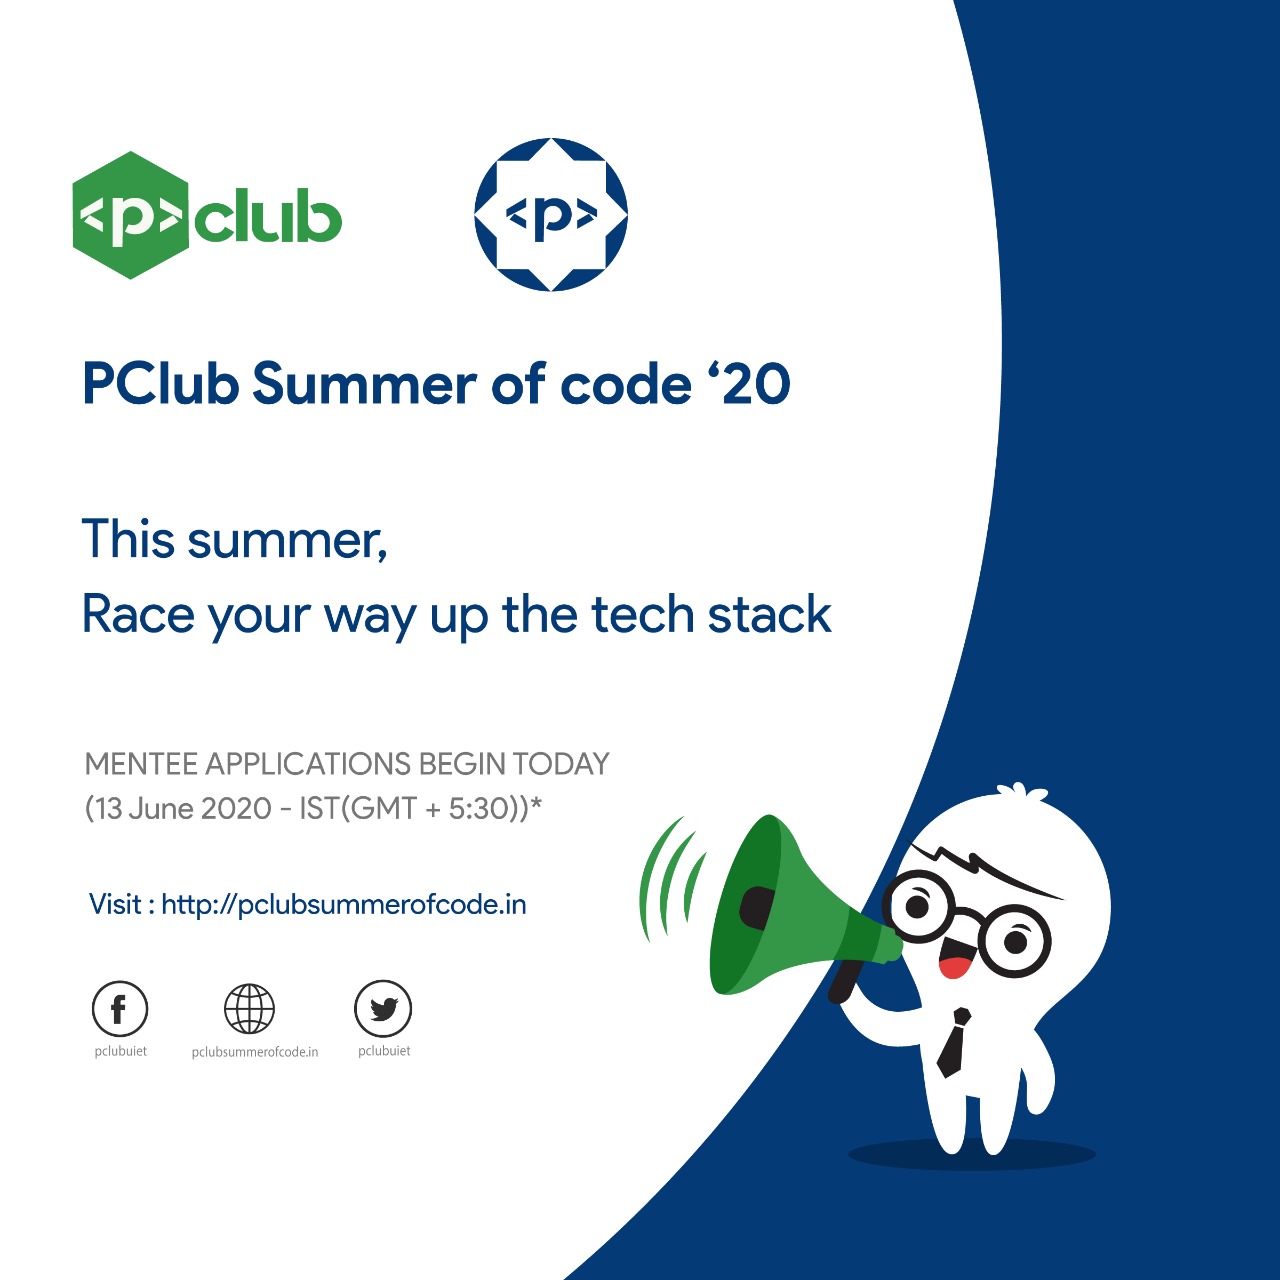 <p>club
<p>
PClub Summer of code ‘20
This summer,
Race your way up the tech stack
MENTEE APPLICATIONS BEGIN TODAY
(13 June 2020 - IST(GMT + 5:30))*
Visit : http://pclubsummerofcode.in
pclubuiet
pclubsummerofcode.in
pclubuiet